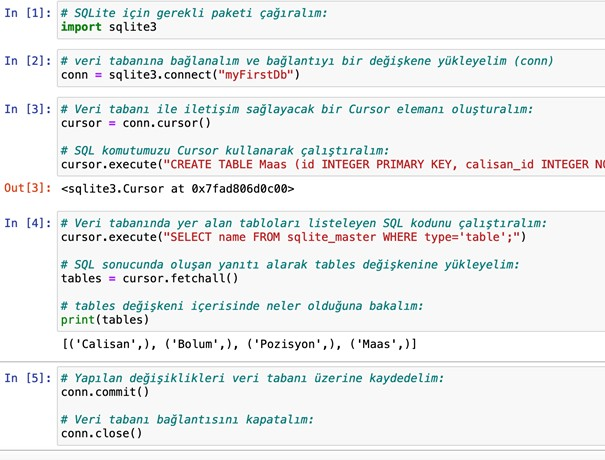 In [1]: # SQLite için gerekli paketi çağıralım:
import sqlite3
In [2]: # veri tabanına bağlanalım ve bağlantıyı bir değişkene yükleyelim (conn)
conn = sqlite3.connect("myFirstDb")
In [3]: # Veri tabanı ile iletişim sağlayacak bir Cursor elemanı oluşturalım:
cursor = conn.cursor()
# SQL komutumuzu Cursor kullanarak çalıştıralım:
cursor.execute("CREATE TABLE Maas (id INTEGER PRIMARY KEY, calisan_id INTEGER NO
Out[3]: <sqlite3.Cursor at 0x7fad806d0c00>
In [4]: # Veri tabanında yer alan tabloları listeleyen SQL kodunu çalıştıralım:
cursor.execute("SELECT name FROM sqlite_master WHERE type='table';")
# SQL sonucunda oluşan yanıtı alarak tables değişkenine yükleyelim:
tables = cursor.fetchall()
# tables değişkeni içerisinde neler olduğuna bakalım:
print(tables)
[('Calisan',), ('Bolum',), ('Pozisyon',), ('Maas',)]
In [5]: # Yapılan değişiklikleri veri tabanı üzerine kaydedelim:
conn.commit()
# Veri tabanı bağlantısını kapatalım:
conn.close()